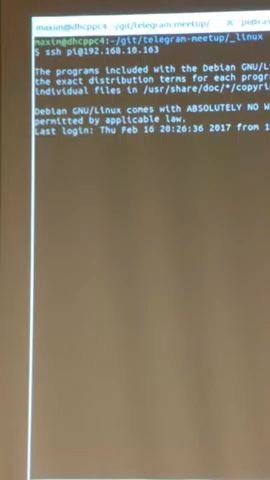 maxim@dhcppc4: ~/git/telegram-meetup/ pi@ra
maxim@dhcppc4:~/git/telegram-meetup/_linux
$ ssh pi@192.168.10.163
The programs included with the Debian GNU/L
the exact distribution terms for each progr
individual files in /usr/share/doc/*/copyri
Debian GNU/Linux comes with ABSOLUTELY NO W
permitted by applicable law.
Last login: Thu Feb 16 20:26:36 2017 from 1